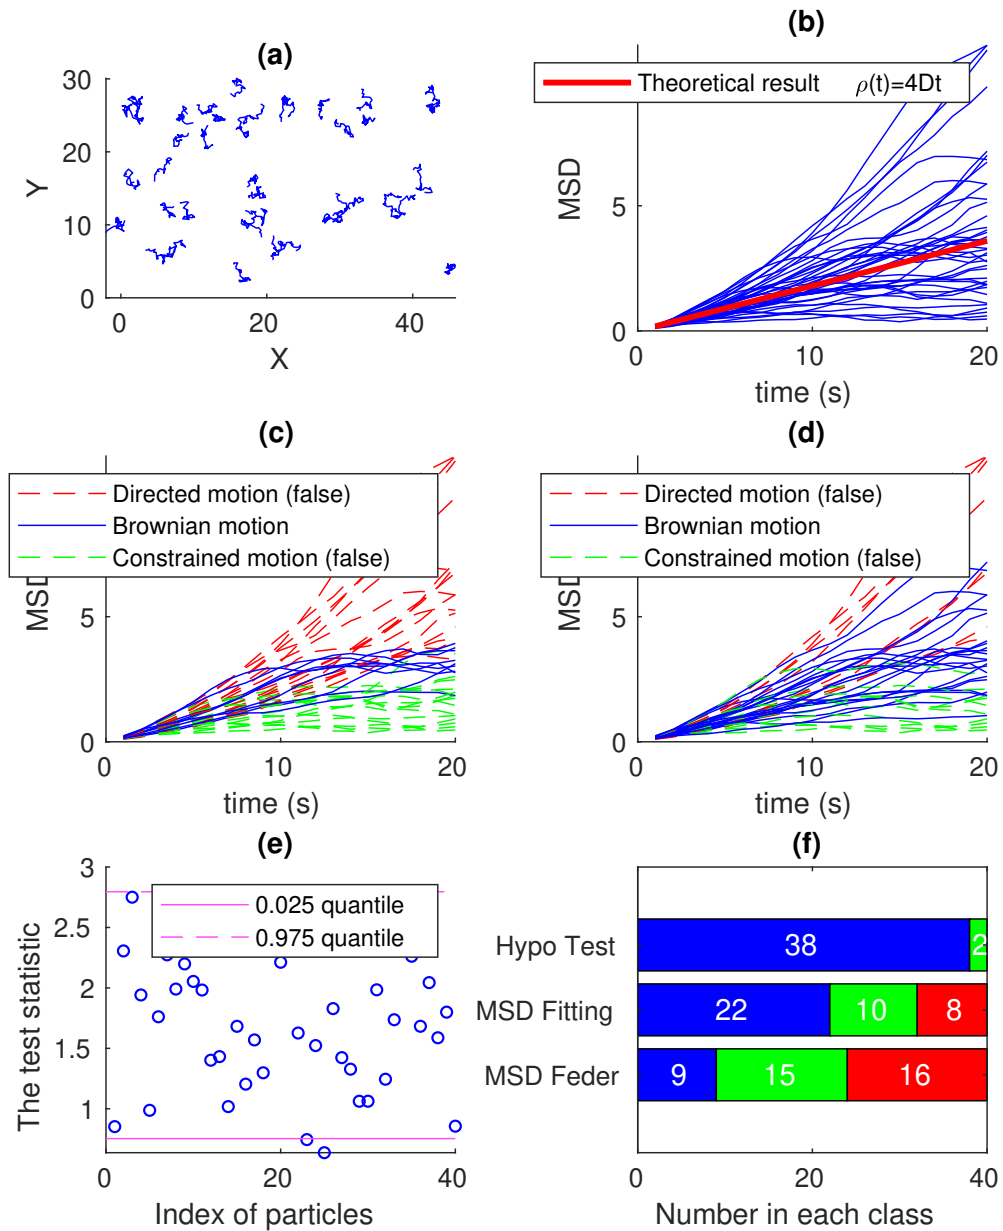 (a)
30
20
10
0
Y
0
20
40
X
(b)
Theoretical result ρ(t)=4Dt
MSD
5
0
0
10
20
time (s)
(c)
Directed motion (false)
Brownian motion
Constrained motion (false)
MSD
5
0
0
10
20
time (s)
(d)
Directed motion (false)
Brownian motion
Constrained motion (false)
MSD
5
0
0
10
20
time (s)
(e)
3
2.5
2
1.5
1
The test statistic
0.025 quantile
0.975 quantile
0
20
40
Index of particles
(f)
Hypo Test
38
2
MSD Fitting
22
10
8
MSD Feder
9
15
16
0
20
40
Number in each class